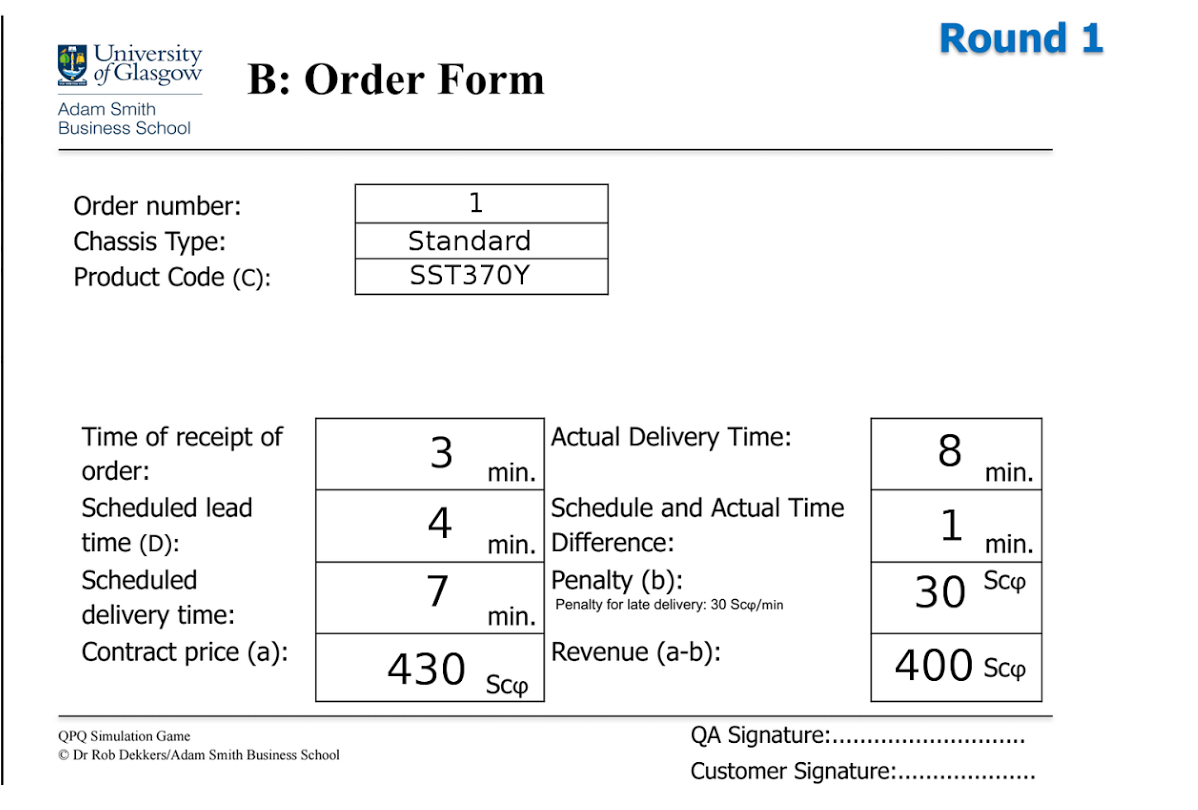 Round 1
University
of Glasgow
Adam Smith
Business School
B: Order Form
Order number: 1
Chassis Type: Standard
Product Code (C): SST370Y
Time of receipt of order: 3 min.
Actual Delivery Time: 8 min.
Scheduled lead time (D): 4 min.
Schedule and Actual Time Difference: 1 min.
Scheduled delivery time: 7 min.
Penalty (b): 30 Scφ
Penalty for late delivery: 30 Scφ/min
Contract price (a): 430 Scφ
Revenue (a-b): 400 Scφ
QPQ Simulation Game
© Dr Rob Dekkers/Adam Smith Business School
QA Signature:............................
Customer Signature:....................